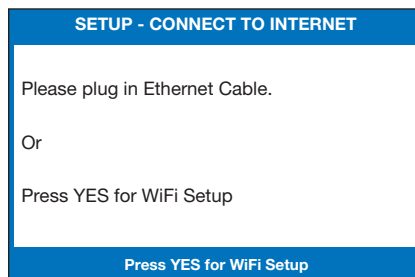 SETUP - CONNECT TO INTERNET
Please plug in Ethernet Cable.
Or
Press YES for WiFi Setup
Press YES for WiFi Setup